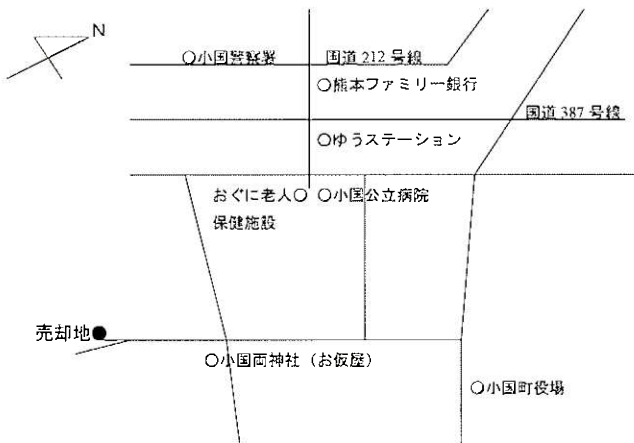 N
○小国警察署
国道212号線
○熊本ファミリー銀行
国道387号線
○ゆうステーション
おぐに老人○
保健施設
○小国公立病院
売却地●
○小国両神社（お仮屋）
○小国町役場